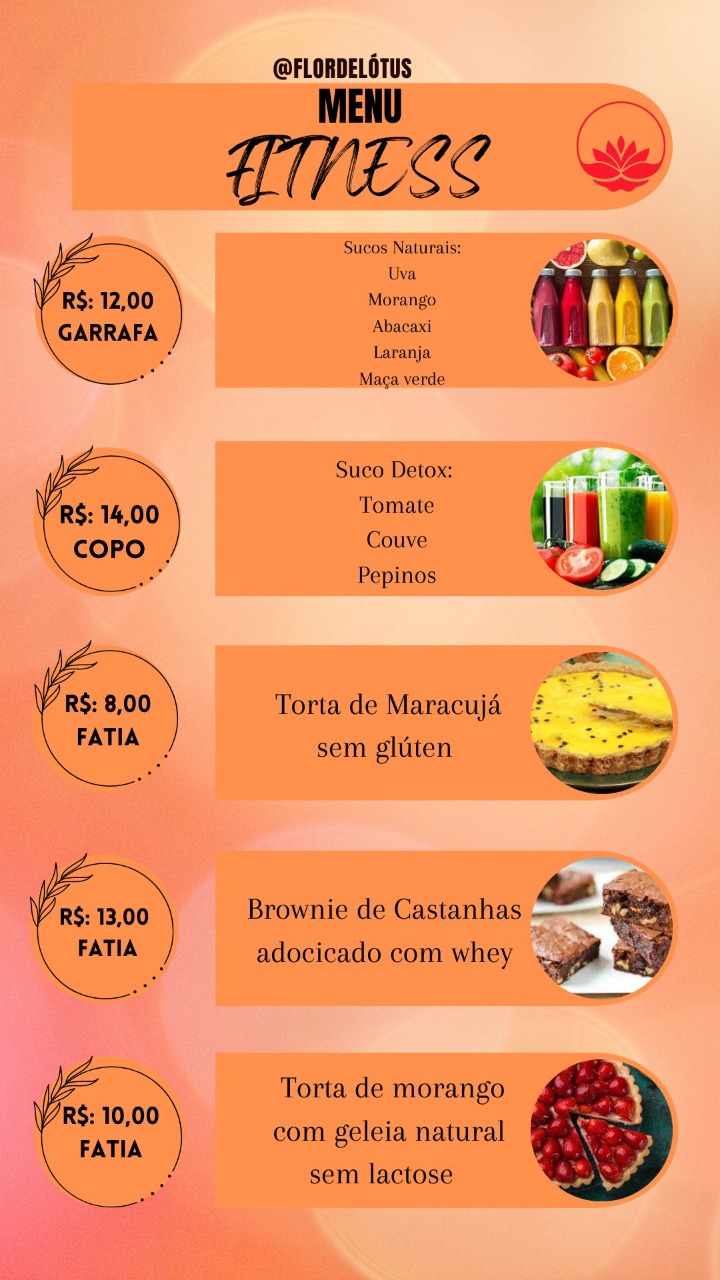 @FLORDELÓTUS
MENU
FITNESS
R$: 12,00
GARRAFA
Sucos Naturais:
Uva
Morango
Abacaxi
Laranja
Maça verde
R$: 14,00
COPO
Suco Detox:
Tomate
Couve
Pepinos
R$: 8,00
FATIA
Torta de Maracujá
sem glúten
R$: 13,00
FATIA
Brownie de Castanhas
adocicado com whey
R$: 10,00
FATIA
Torta de morango
com geleia natural
sem lactose